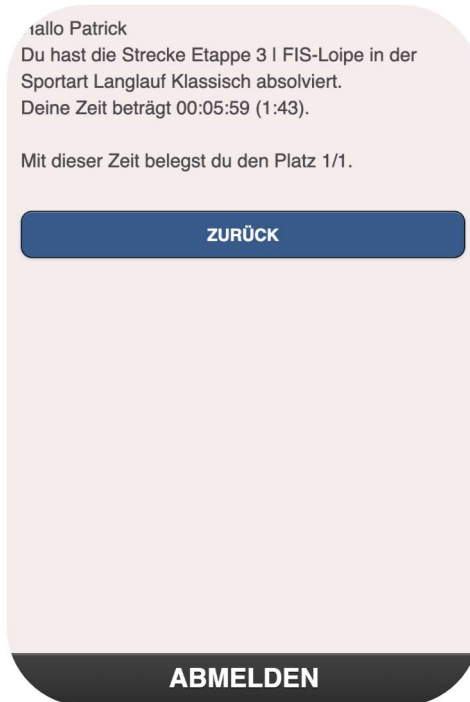 Hallo Patrick
Du hast die Strecke Etappe 3 | FIS-Loipe in der
Sportart Langlauf Klassisch absolviert.
Deine Zeit beträgt 00:05:59 (1:43).
Mit dieser Zeit belegst du den Platz 1/1.
ZURÜCK
ABMELDEN